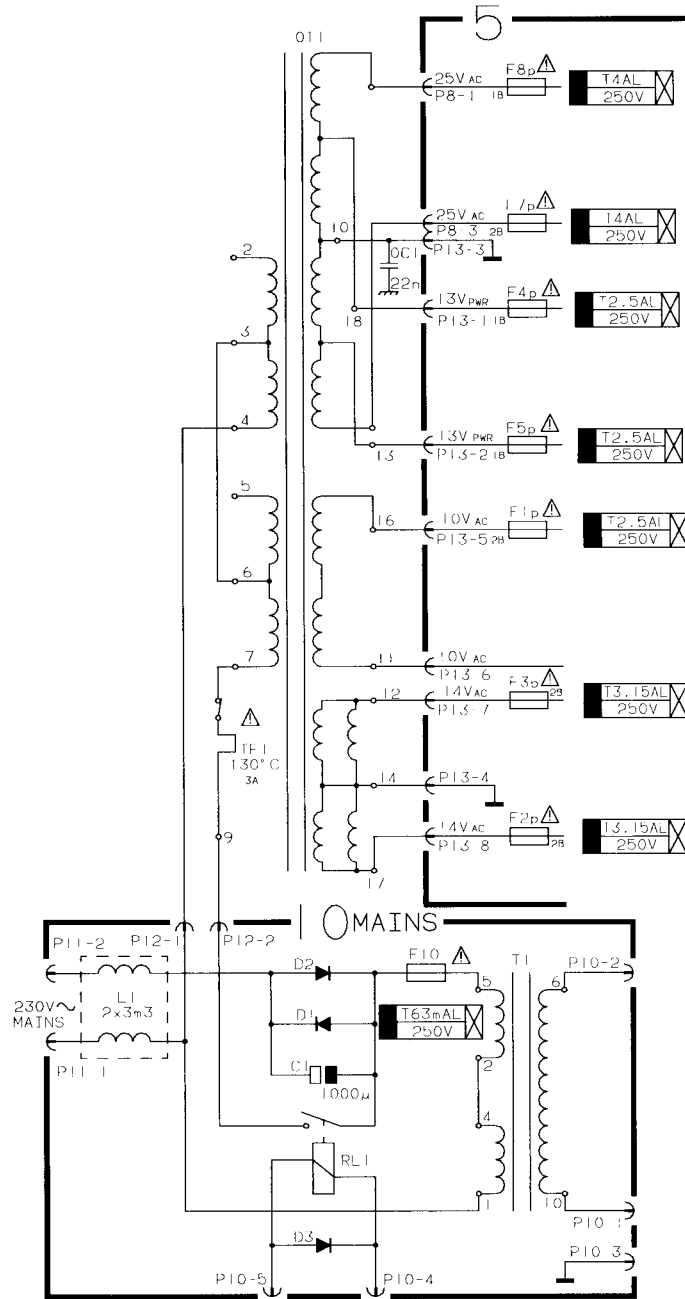 5
011
25V AC
P8-1 1B
F8p
T4AL
250V
25V AC
P8-3 2B
P13-3
F7p
T4AL
250V
10
0C1
22n
2
3
4
18
13V PWR
P13-1 1B
F4p
T2.5AL
250V
13
13V PWR
P13-2 1B
F5p
T2.5AL
250V
5
6
7
16
10V AC
P13-5 2B
F1p
T2.5AL
250V
11
10V AC
P13-6
12
14V AC
P13-7
F3p
2B
T3.15AL
250V
TF1
130°C
3A
9
14
P13-4
17
14V AC
P13-8
F2p
2B
T3.15AL
250V
10 MAINS
P11-2
P12-1
P12-2
230V~
MAINS
L1
2x3m3
P11-1
D2
D1
C1
1000µ
F10
T63mAL
250V
T1
5
2
4
1
6
10
P10-2
P10-1
P10-3
RL1
D3
P10-5
P10-4